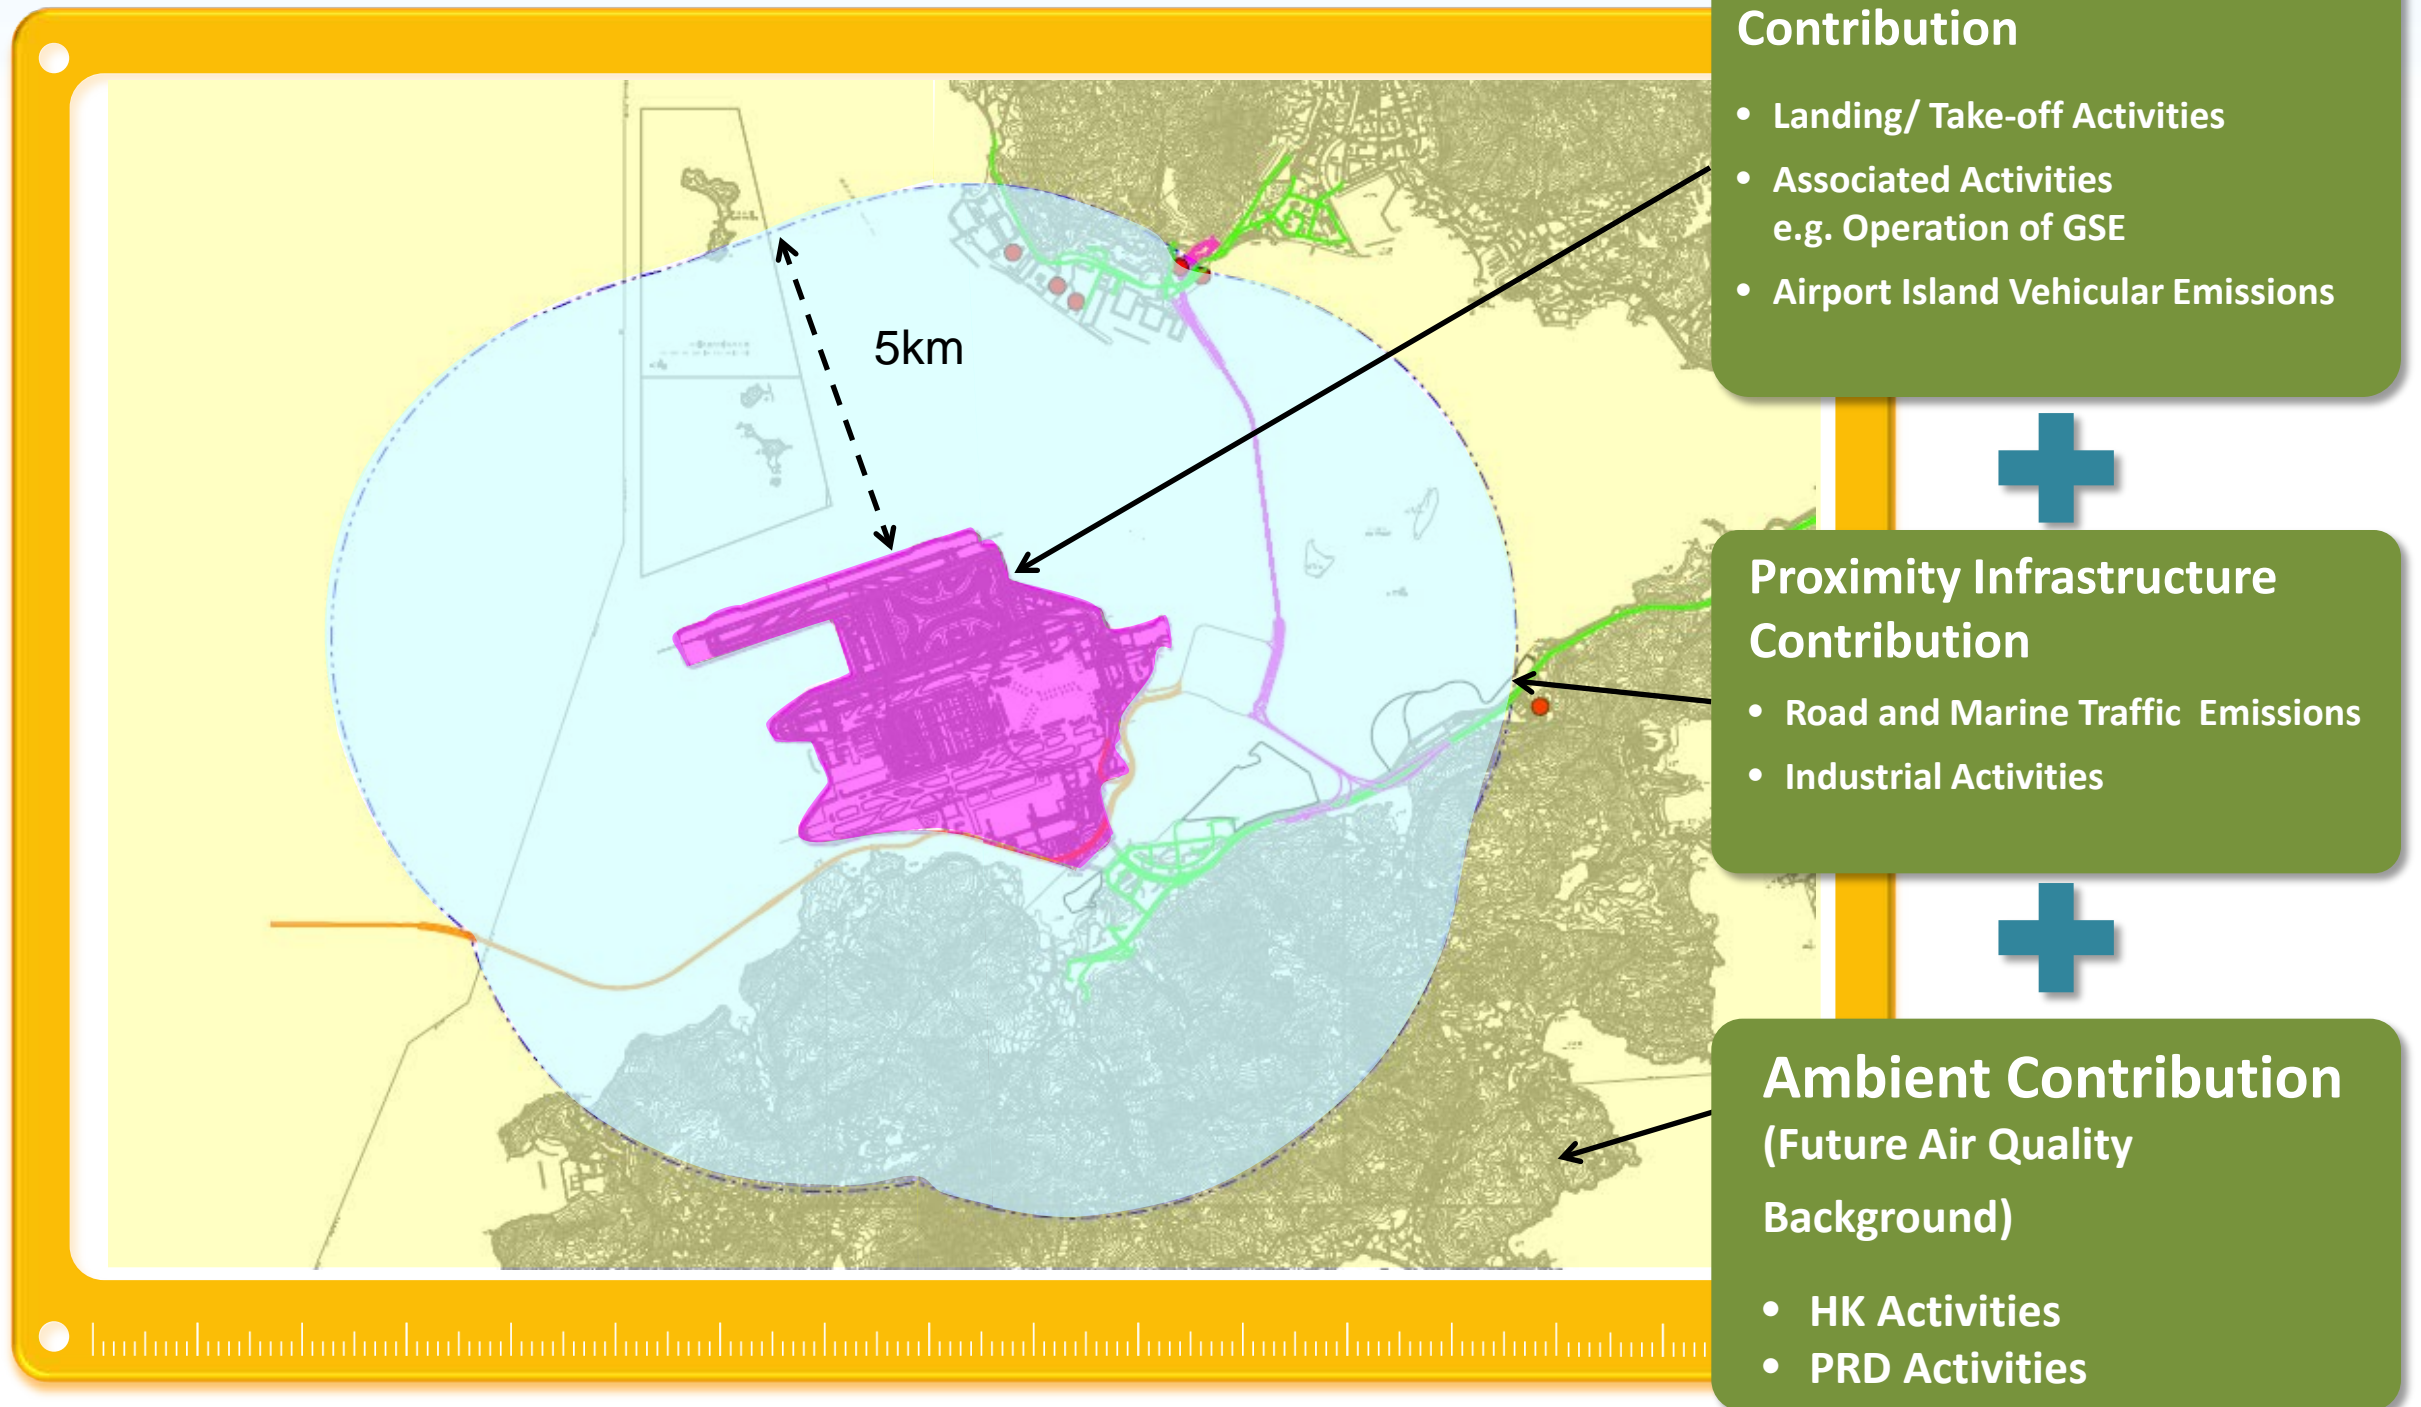 Contribution
• Landing/ Take-off Activities
• Associated Activities
e.g. Operation of GSE
• Airport Island Vehicular Emissions
5km
Proximity Infrastructure
Contribution
• Road and Marine Traffic Emissions
• Industrial Activities
Ambient Contribution
(Future Air Quality
Background)
• HK Activities
• PRD Activities